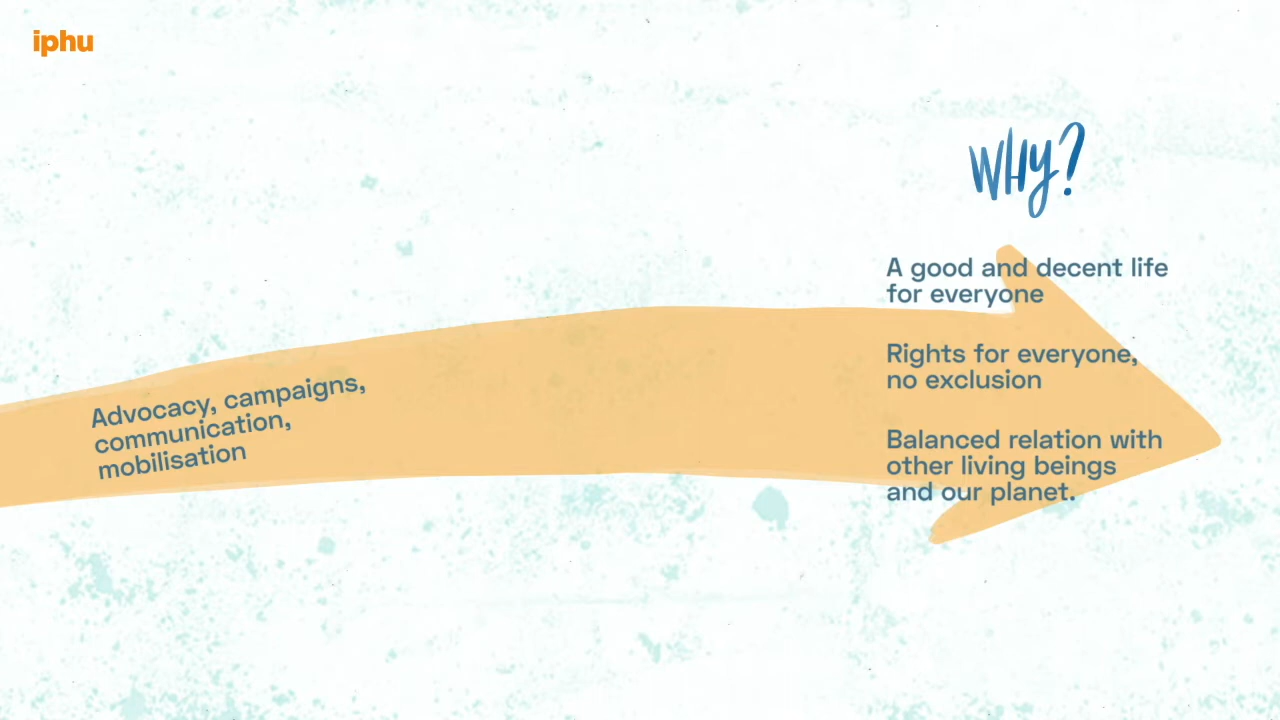 iphu
WHY?
A good and decent life
for everyone
Rights for everyone,
no exclusion
Balanced relation with
other living beings
and our planet.
Advocacy, campaigns,
communication,
mobilisation